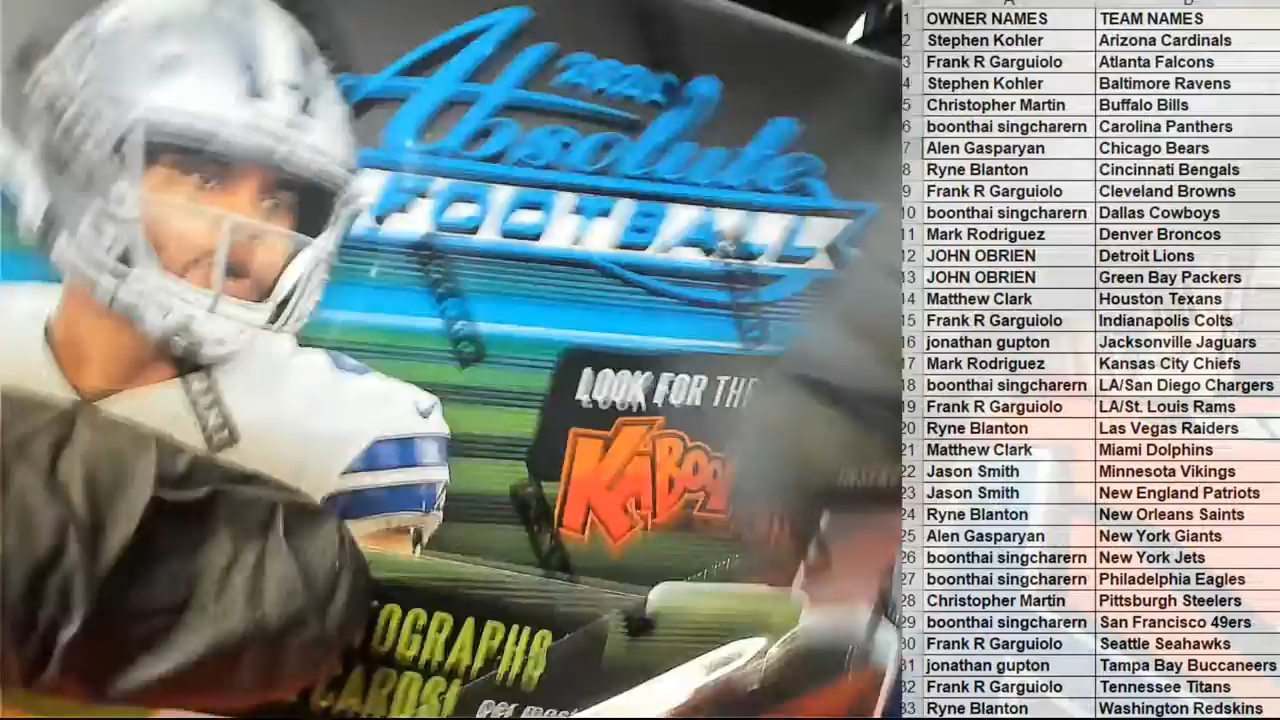 Absolute
FOOTBALL
LOOK FOR THE
KABOOM
OGRAPHS
CARDS!
per most
1 OWNER NAMES TEAM NAMES
2 Stephen Kohler Arizona Cardinals
3 Frank R Garguiolo Atlanta Falcons
4 Stephen Kohler Baltimore Ravens
5 Christopher Martin Buffalo Bills
6 boonthai singcharern Carolina Panthers
7 Alen Gasparyan Chicago Bears
8 Ryne Blanton Cincinnati Bengals
9 Frank R Garguiolo Cleveland Browns
10 boonthai singcharern Dallas Cowboys
11 Mark Rodriguez Denver Broncos
12 JOHN OBRIEN Detroit Lions
13 JOHN OBRIEN Green Bay Packers
14 Matthew Clark Houston Texans
15 Frank R Garguiolo Indianapolis Colts
16 jonathan gupton Jacksonville Jaguars
17 Mark Rodriguez Kansas City Chiefs
18 boonthai singcharern LA/San Diego Chargers
19 Frank R Garguiolo LA/St. Louis Rams
20 Ryne Blanton Las Vegas Raiders
21 Matthew Clark Miami Dolphins
22 Jason Smith Minnesota Vikings
23 Jason Smith New England Patriots
24 Ryne Blanton New Orleans Saints
25 Alen Gasparyan New York Giants
26 boonthai singcharern New York Jets
27 boonthai singcharern Philadelphia Eagles
28 Christopher Martin Pittsburgh Steelers
29 boonthai singcharern San Francisco 49ers
30 Frank R Garguiolo Seattle Seahawks
31 jonathan gupton Tampa Bay Buccaneers
32 Frank R Garguiolo Tennessee Titans
33 Ryne Blanton Washington Redskins